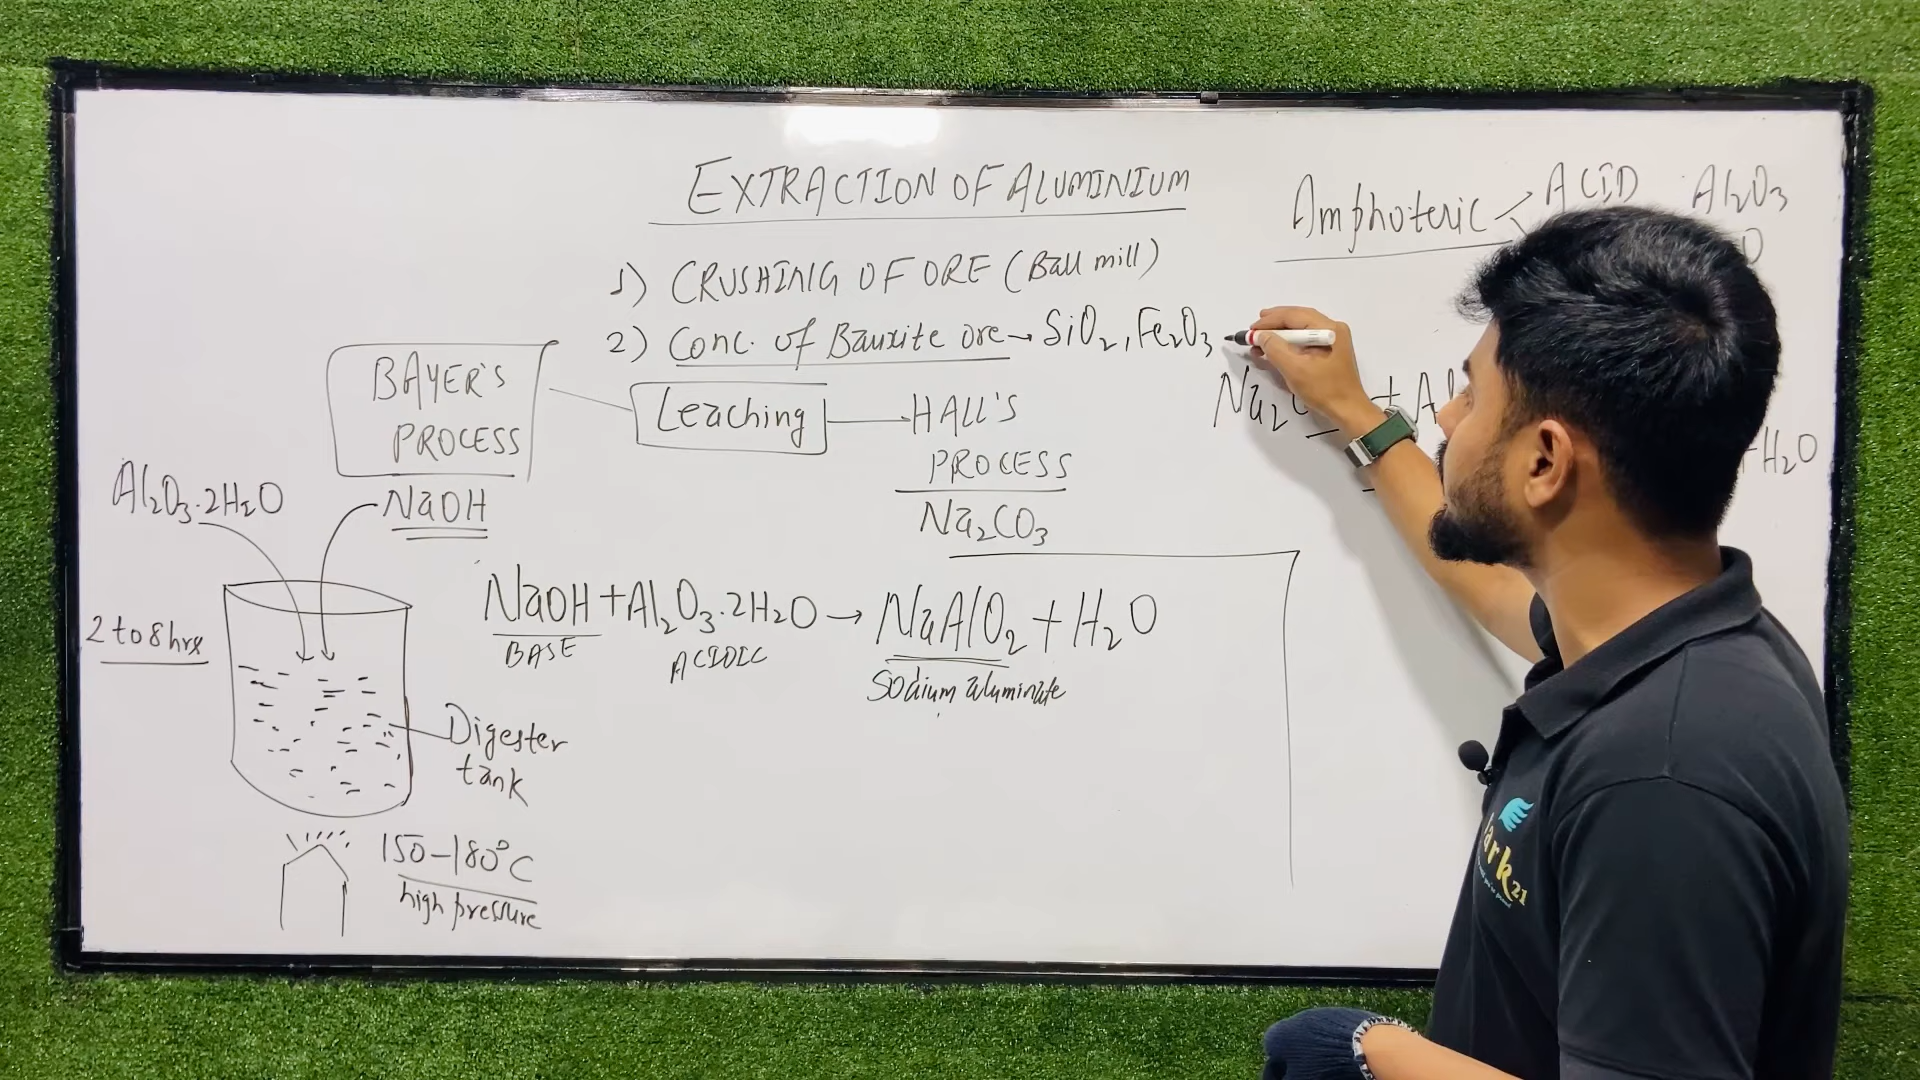 EXTRACTION OF ALUMINIUM
1) CRUSHING OF ORE (Ball mill)
2) Conc. of Bauxite ore → SiO₂, Fe₂O₃
BAYER'S
PROCESS
Leaching
HALL'S
PROCESS
Na₂CO₃
Al₂O₃.2H₂O
NaOH
NaOH + Al₂O₃.2H₂O → NaAlO₂ + H₂O
BASE
ACIDIC
Sodium aluminate
2 to 8 hrs
Digester
tank
150-180°C
high pressure
Amphoteric
ACID
Al₂O₃
+ H₂O